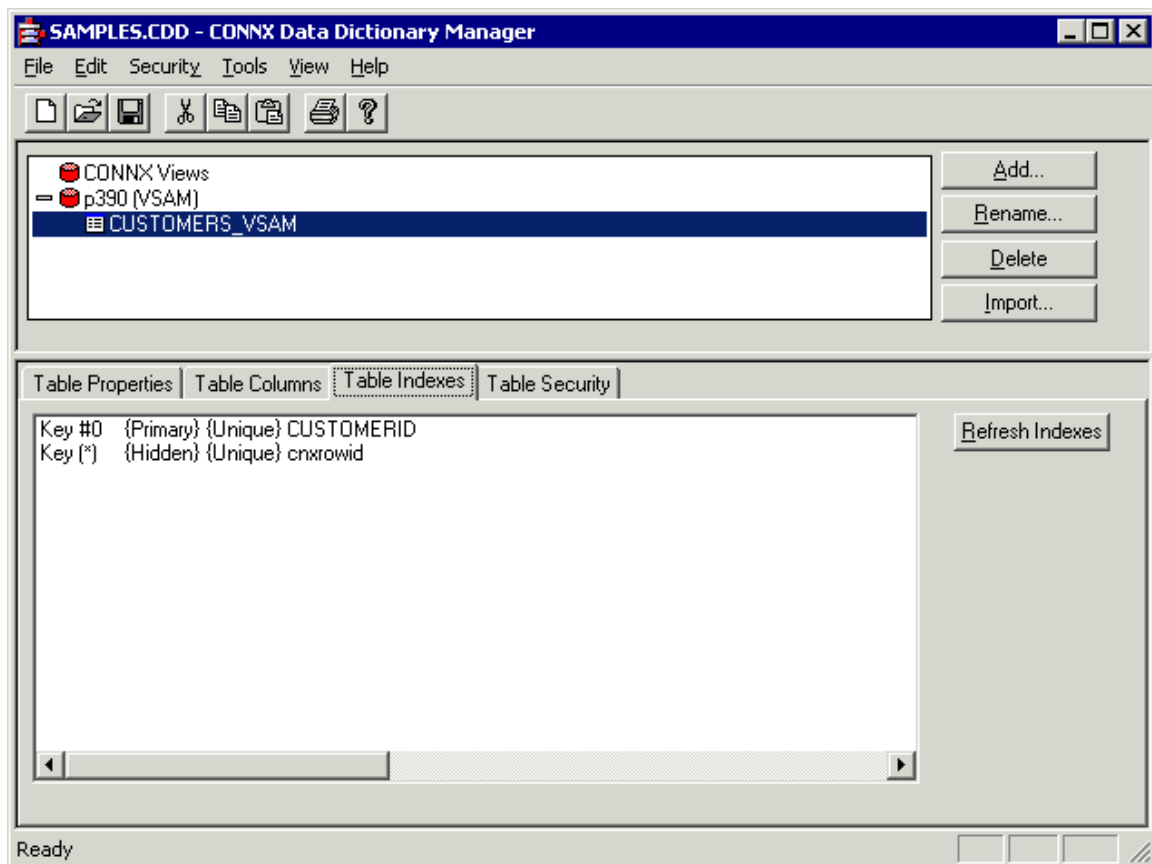 SAMPLES.CDD - CONNX Data Dictionary Manager
File Edit Security Tools View Help
CONNX Views
p390 (VSAM)
CUSTOMERS_VSAM
Add...
Rename...
Delete
Import...
Table Properties Table Columns Table Indexes Table Security
Key #0 {Primary} {Unique} CUSTOMERID
Key (*) {Hidden} {Unique} cnxrowid
Refresh Indexes
Ready